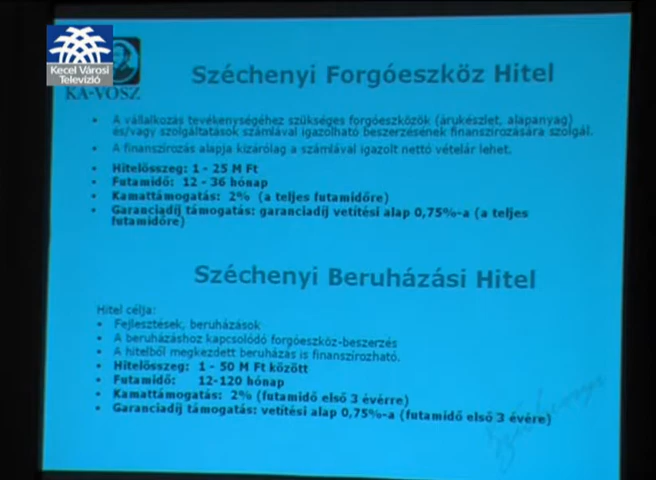 Kecel Városi
Televízió
KA-VOSZ
Széchenyi Forgóeszköz Hitel
• A vállalkozás tevékenységéhez szükséges forgóeszközök (árukészlet, alapanyag)
és/vagy szolgáltatások számlával igazolható beszerzésének finanszírozására szolgál.
• A finanszírozás alapja kizárólag a számlával igazolt nettó vételár lehet.
• Hitelösszeg: 1 - 25 M Ft
• Futamidő: 12 - 36 hónap
• Kamattámogatás: 2% (a teljes futamidőre)
• Garanciadíj támogatás: garanciadíj vetítési alap 0,75%-a (a teljes
futamidőre)
Széchenyi Beruházási Hitel
Hitel célja:
• Fejlesztések, beruházások
• A beruházáshoz kapcsolódó forgóeszköz-beszerzés
• A hitelből megkezdett beruházás is finanszírozható.
• Hitelösszeg: 1 - 50 M Ft között
• Futamidő: 12-120 hónap
• Kamattámogatás: 2% (futamidő első 3 évérre)
• Garanciadíj támogatás: vetítési alap 0,75%-a (futamidő első 3 évére)